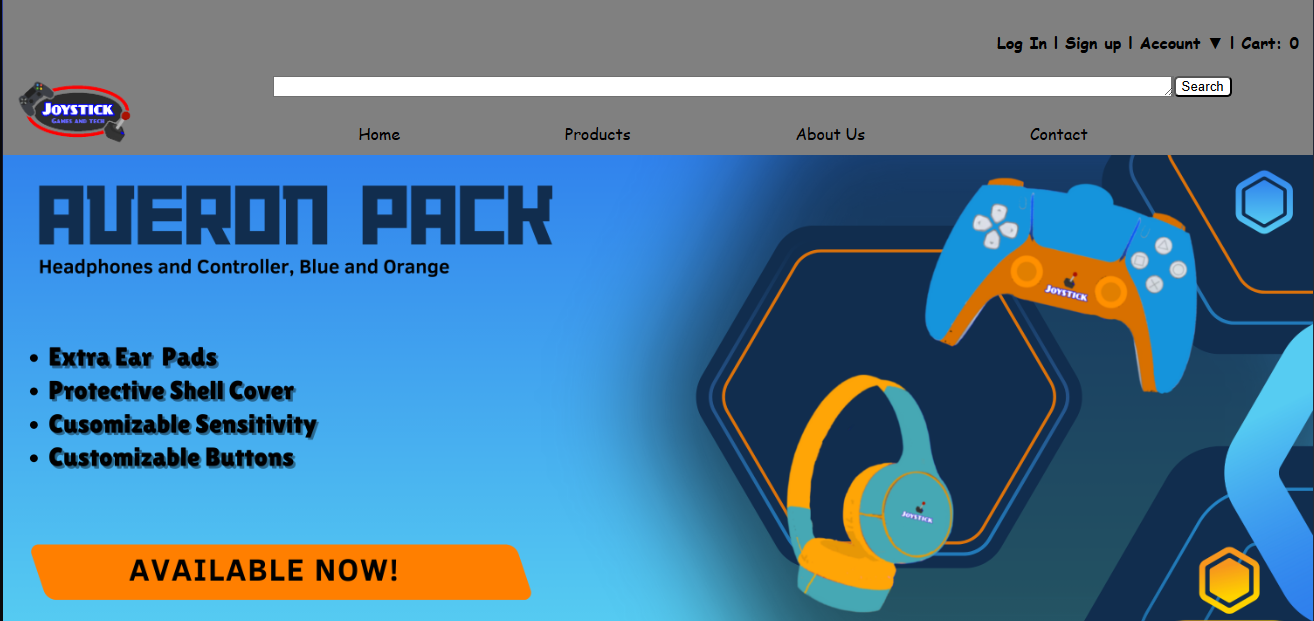 Log In | Sign up | Account ▼ | Cart: 0
JOYSTICK
GAMES AND TECH
Search
Home Products About Us Contact
AVERON PACK
Headphones and Controller, Blue and Orange
• Extra Ear Pads
• Protective Shell Cover
• Cusomizable Sensitivity
• Customizable Buttons
AVAILABLE NOW!
JOYSTICK
JOYSTICK